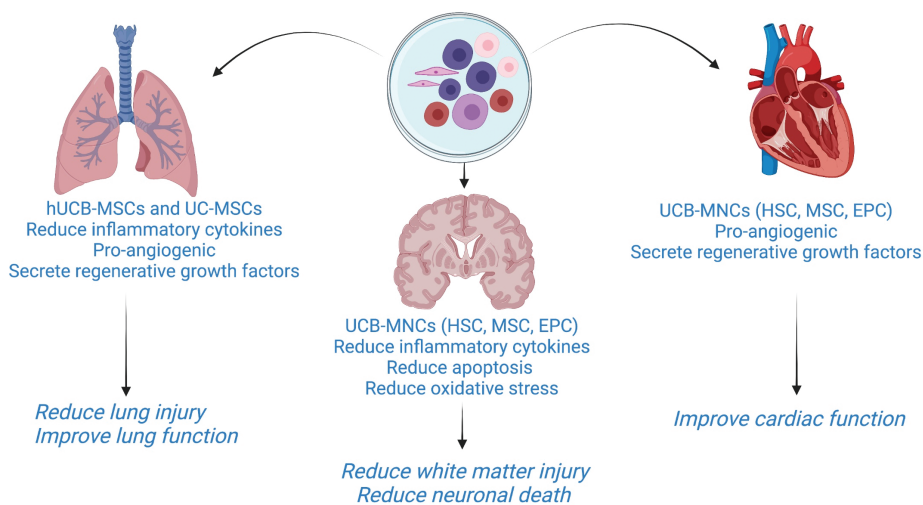 hUCB-MSCs and UC-MSCs
Reduce inflammatory cytokines
Pro-angiogenic
Secrete regenerative growth factors
Reduce lung injury
Improve lung function
UCB-MNCs (HSC, MSC, EPC)
Reduce inflammatory cytokines
Reduce apoptosis
Reduce oxidative stress
Reduce white matter injury
Reduce neuronal death
UCB-MNCs (HSC, MSC, EPC)
Pro-angiogenic
Secrete regenerative growth factors
Improve cardiac function